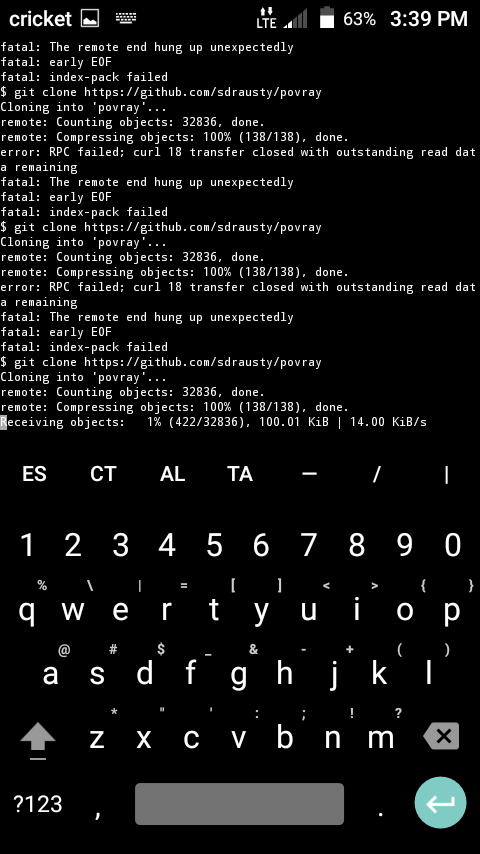 cricket LTE 63% 3:39 PM
fatal: The remote end hung up unexpectedly
fatal: early EOF
fatal: index-pack failed
$ git clone https://github.com/sdrausty/povray
Cloning into 'povray'...
remote: Counting objects: 32836, done.
remote: Compressing objects: 100% (138/138), done.
error: RPC failed; curl 18 transfer closed with outstanding read dat
a remaining
fatal: The remote end hung up unexpectedly
fatal: early EOF
fatal: index-pack failed
$ git clone https://github.com/sdrausty/povray
Cloning into 'povray'...
remote: Counting objects: 32836, done.
remote: Compressing objects: 100% (138/138), done.
error: RPC failed; curl 18 transfer closed with outstanding read dat
a remaining
fatal: The remote end hung up unexpectedly
fatal: early EOF
fatal: index-pack failed
$ git clone https://github.com/sdrausty/povray
Cloning into 'povray'...
remote: Counting objects: 32836, done.
remote: Compressing objects: 100% (138/138), done.
Receiving objects:   1% (422/32836), 100.01 KiB | 14.00 KiB/s
ES CT AL TA — / |
1 2 3 4 5 6 7 8 9 0
% \ | = [ ] < > { }
q w e r t y u i o p
@ # $ _ & - + ( )
a s d f g h j k l
* " ' : ; ! ?
z x c v b n m
?123 , .